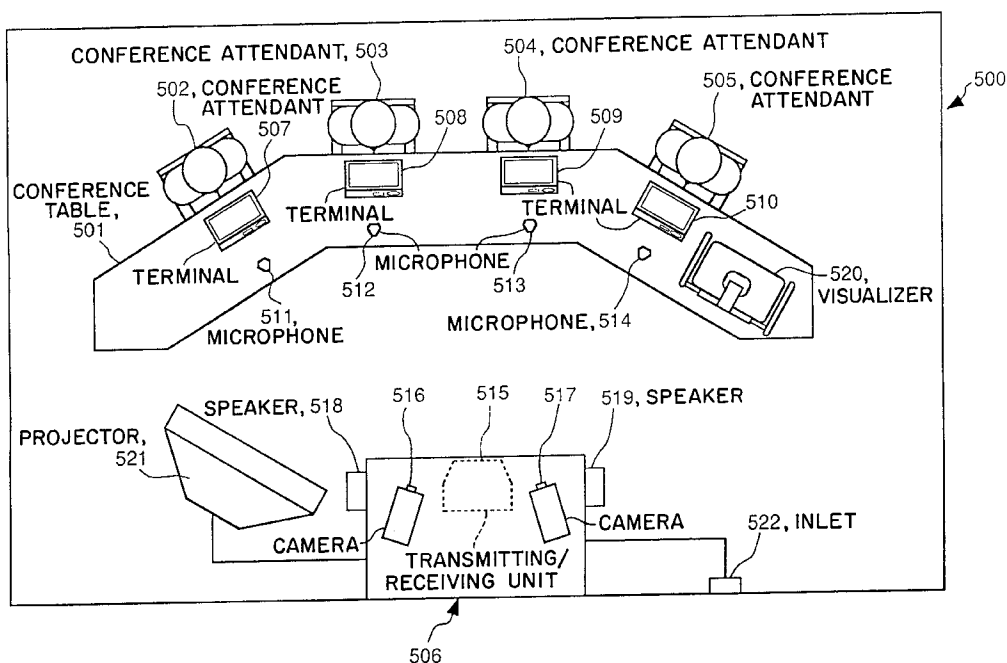 CONFERENCE ATTENDANT, 503
504, CONFERENCE ATTENDANT
502, CONFERENCE
ATTENDANT
505, CONFERENCE
ATTENDANT
500
507
508
509
CONFERENCE
TABLE,
501
TERMINAL
TERMINAL
TERMINAL
510
512
MICROPHONE
513
511,
MICROPHONE
MICROPHONE, 514
520,
VISUALIZER
PROJECTOR,
521
SPEAKER, 518
516
515
517
519, SPEAKER
CAMERA
TRANSMITTING/
RECEIVING UNIT
CAMERA
522, INLET
506